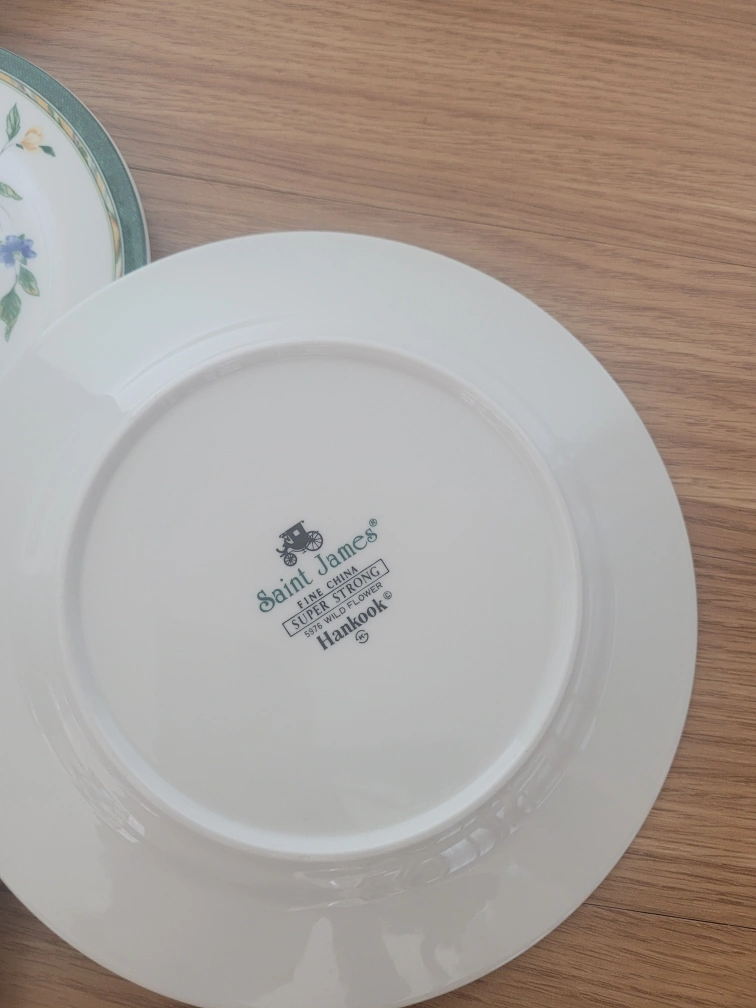 Saint James®
FINE CHINA
SUPER STRONG
5976 WILD FLOWER
Hankook©